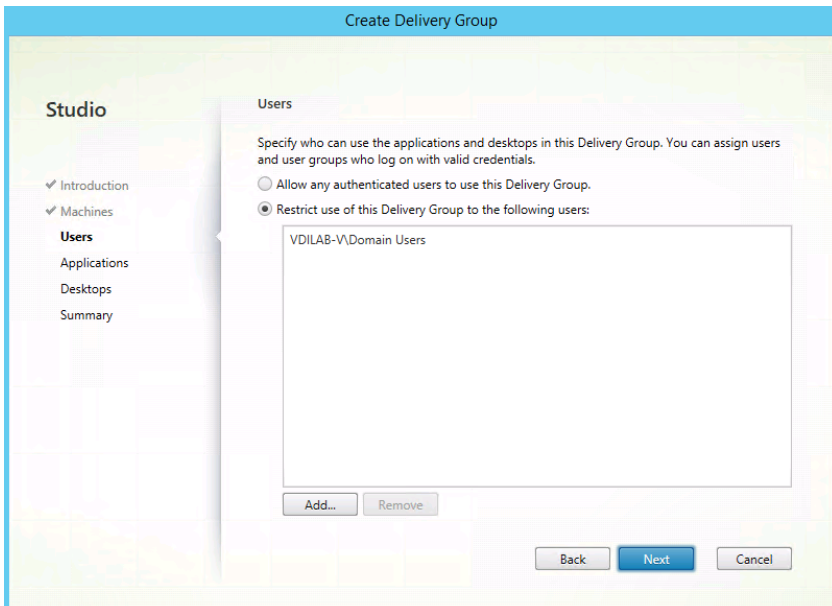 Create Delivery Group
Studio
Introduction
Machines
Users
Applications
Desktops
Summary
Users
Specify who can use the applications and desktops in this Delivery Group. You can assign users
and user groups who log on with valid credentials.
Allow any authenticated users to use this Delivery Group.
Restrict use of this Delivery Group to the following users:
VDILAB-V\Domain Users
Add... Remove
Back Next Cancel